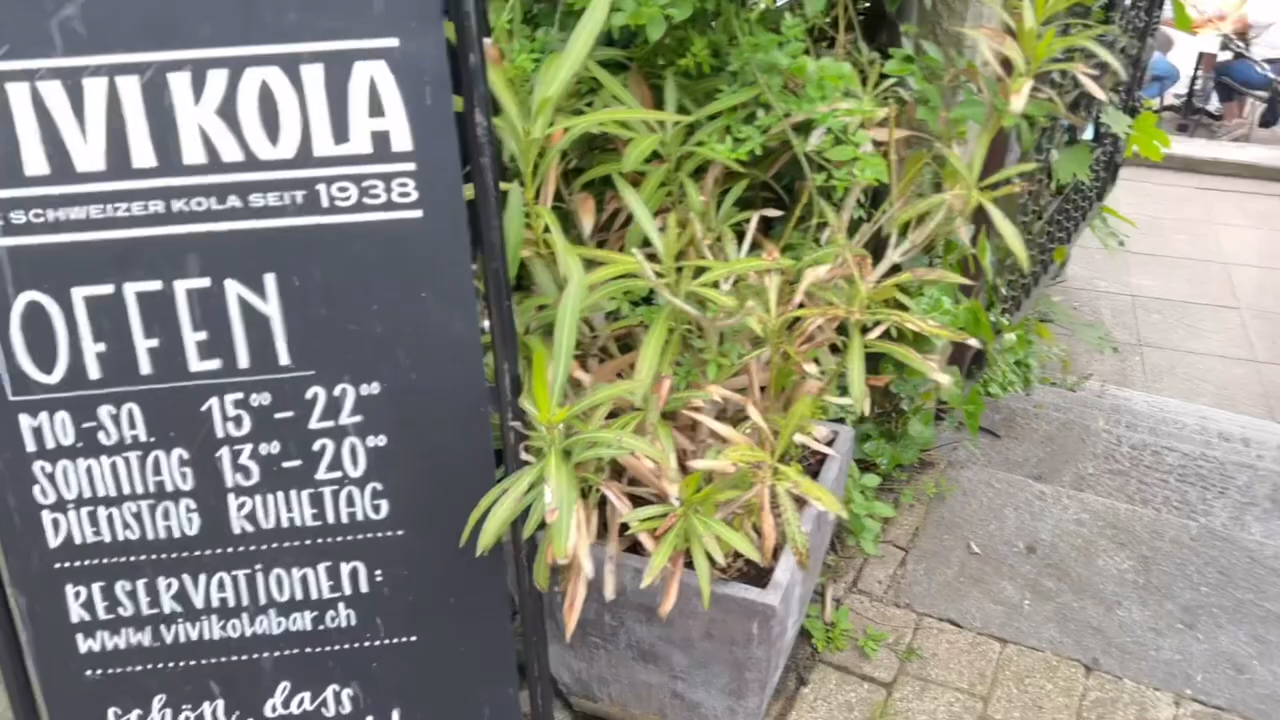 IVI KOLA
SCHWEIZER KOLA SEIT 1938
OFFEN
MO.-SA. 15⁰⁰-22⁰⁰
SONNTAG 13⁰⁰-20⁰⁰
DIENSTAG RUHETAG
RESERVATIONEN:
www.vivikolabar.ch
schön, dass